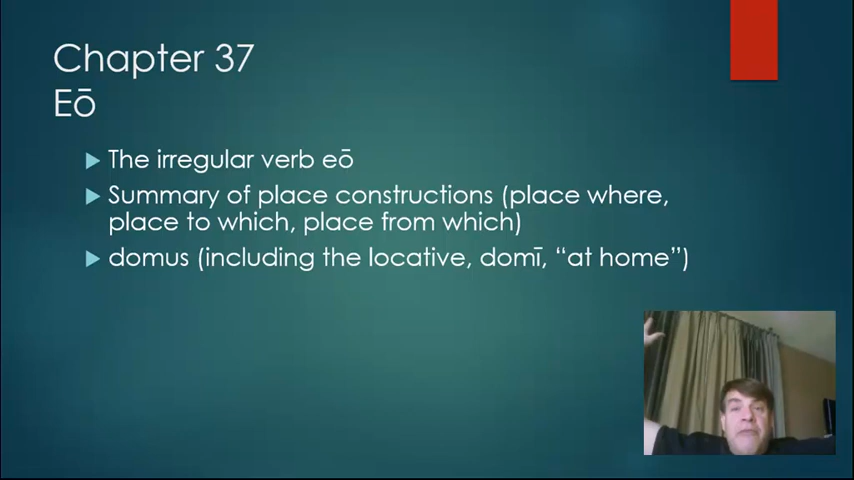 Chapter 37
Eō
The irregular verb eō
Summary of place constructions (place where,
place to which, place from which)
domus (including the locative, domī, “at home”)